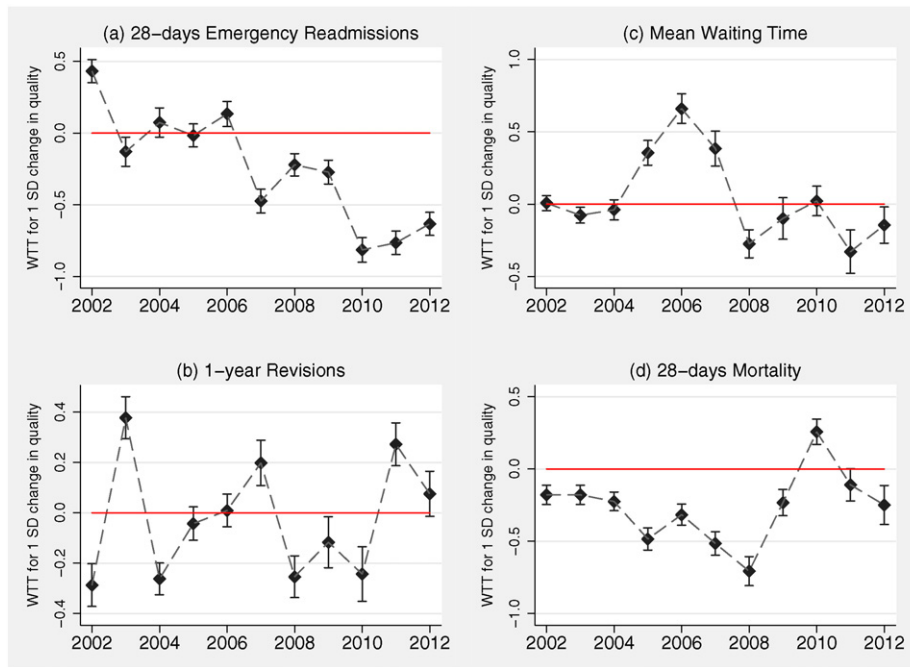 (a) 28−days Emergency Readmissions
WTT for 1 SD change in quality
0.5
0.0
−0.5
−1.0
2002 2004 2006 2008 2010 2012
(c) Mean Waiting Time
WTT for 1 SD change in quality
1.0
0.5
0.0
−0.5
2002 2004 2006 2008 2010 2012
(b) 1−year Revisions
WTT for 1 SD change in quality
0.4
0.2
0.0
−0.2
−0.4
2002 2004 2006 2008 2010 2012
(d) 28−days Mortality
WTT for 1 SD change in quality
0.5
0.0
−0.5
−1.0
2002 2004 2006 2008 2010 2012